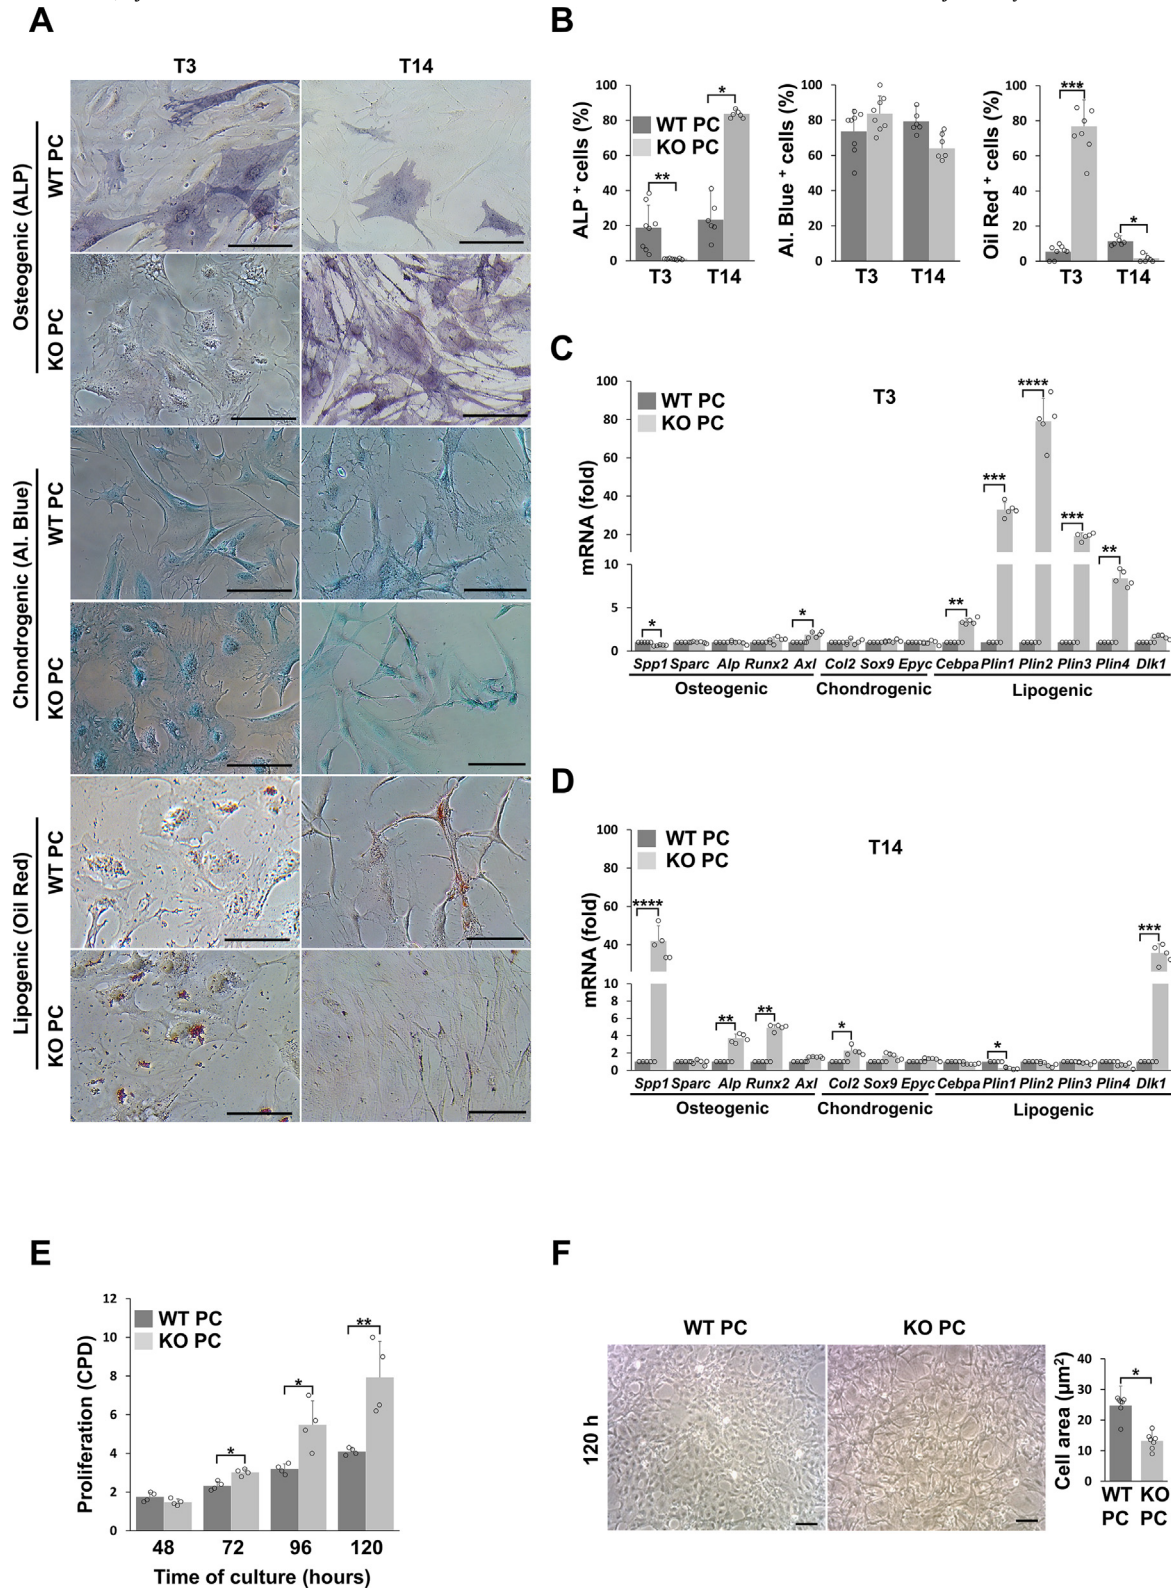 A
T3
T14
Osteogenic (ALP)
WT PC
KO PC
Chondrogenic (Al. Blue)
WT PC
KO PC
Lipogenic (Oil Red)
WT PC
KO PC
B
ALP + cells (%)
100
80
60
40
20
0
WT PC
KO PC
**
*
T3
T14
Al. Blue + cells (%)
100
80
60
40
20
0
T3
T14
Oil Red + cells (%)
100
80
60
40
20
0
***
*
T3
T14
C
T3
WT PC
KO PC
mRNA (fold)
100
80
60
40
20
10
5
0
*
*
**
***
****
***
**
Spp1 Sparc Alp Runx2 Axl Col2 Sox9 Epyc Cebpa Plin1 Plin2 Plin3 Plin4 Dlk1
Osteogenic Chondrogenic Lipogenic
D
T14
WT PC
KO PC
mRNA (fold)
100
80
60
40
10
8
6
4
2
0
****
**
**
*
*
***
Spp1 Sparc Alp Runx2 Axl Col2 Sox9 Epyc Cebpa Plin1 Plin2 Plin3 Plin4 Dlk1
Osteogenic Chondrogenic Lipogenic
E
Proliferation (CPD)
12
10
8
6
4
2
0
WT PC
KO PC
*
*
**
48 72 96 120
Time of culture (hours)
F
WT PC
KO PC
120 h
Cell area (µm2)
40
30
20
10
0
*
WT KO
PC PC